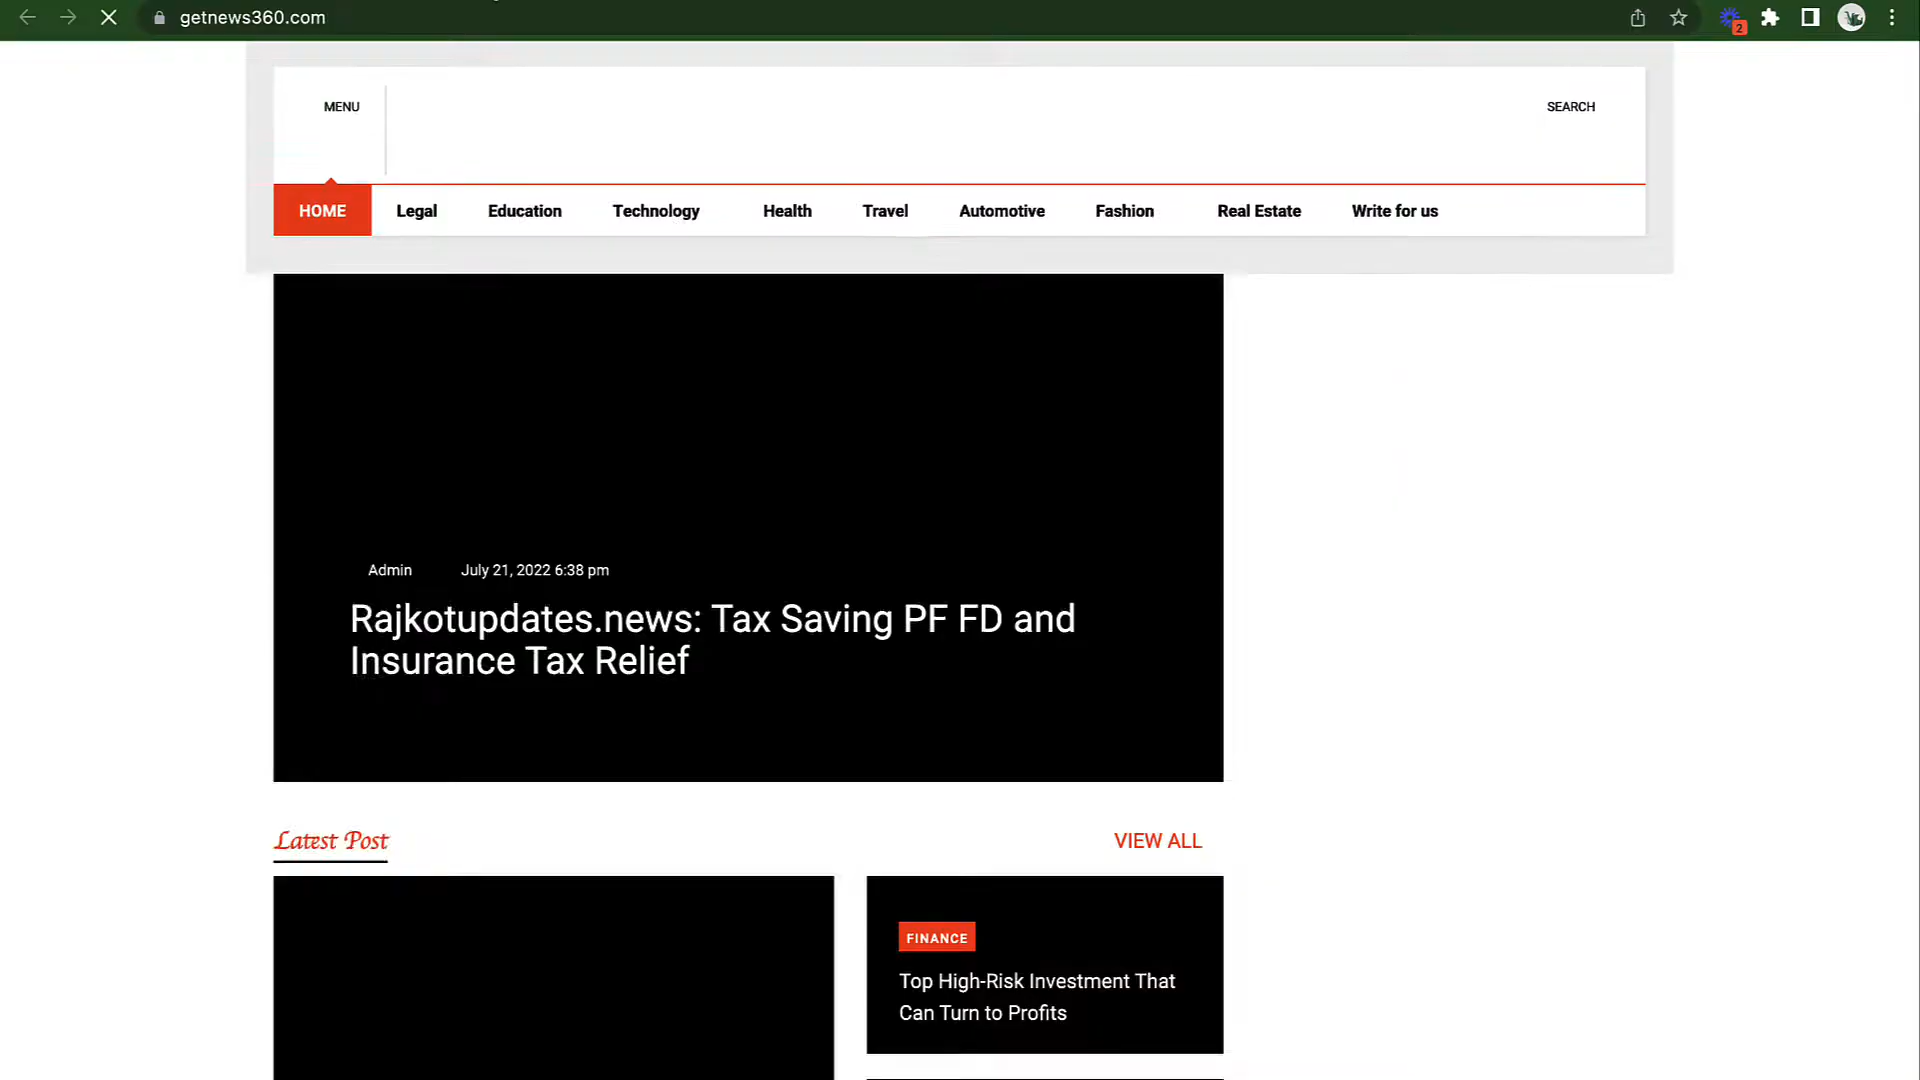 getnews360.com
2
MENU
SEARCH
HOME Legal Education Technology Health Travel Automotive Fashion Real Estate Write for us
Admin July 21, 2022 6:38 pm
Rajkotupdates.news: Tax Saving PF FD and
Insurance Tax Relief
Latest Post
VIEW ALL
FINANCE
Top High-Risk Investment That
Can Turn to Profits